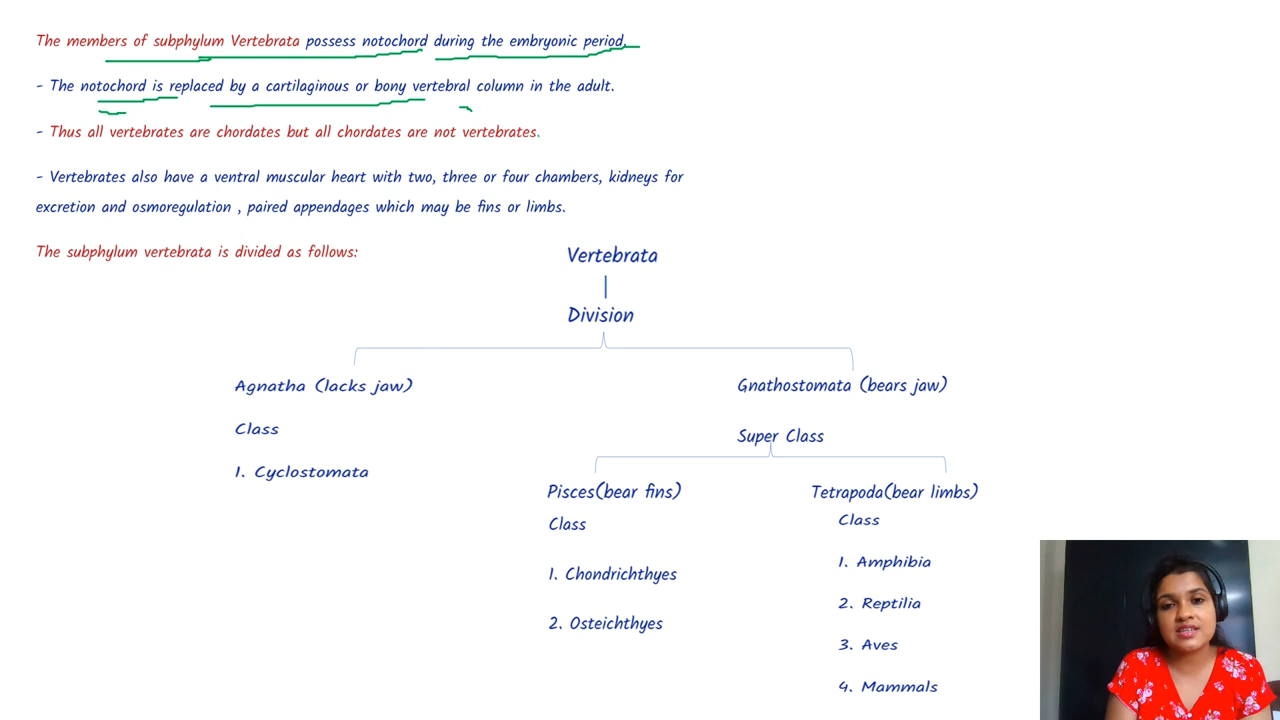 The members of subphylum Vertebrata possess notochord during the embryonic period.
- The notochord is replaced by a cartilaginous or bony vertebral column in the adult.
- Thus all vertebrates are chordates but all chordates are not vertebrates.
- Vertebrates also have a ventral muscular heart with two, three or four chambers, kidneys for
excretion and osmoregulation , paired appendages which may be fins or limbs.
The subphylum vertebrata is divided as follows:
Vertebrata
Division
Agnatha (lacks jaw)
Class
1. Cyclostomata
Gnathostomata (bears jaw)
Super Class
Pisces(bear fins)
Class
1. Chondrichthyes
2. Osteichthyes
Tetrapoda(bear limbs)
Class
1. Amphibia
2. Reptilia
3. Aves
4. Mammals